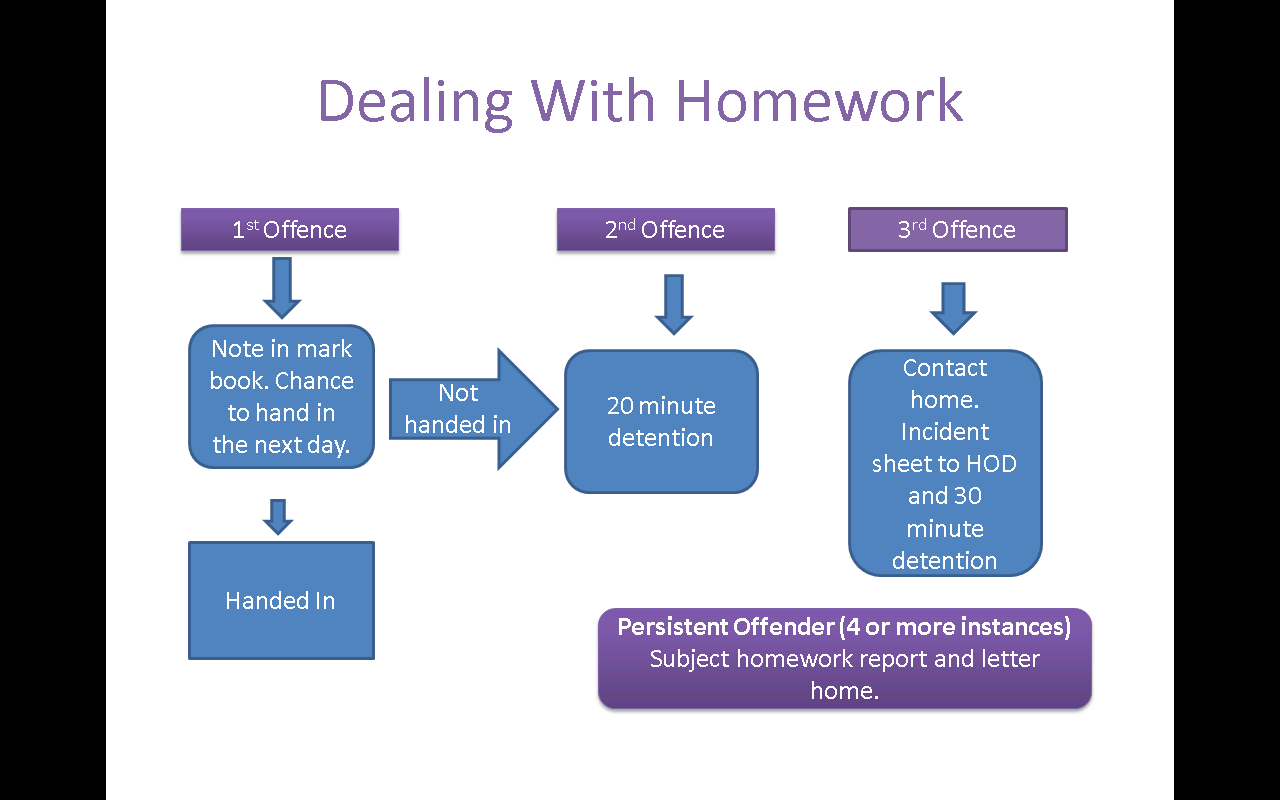 Dealing With Homework
1st Offence
2nd Offence
3rd Offence
Note in mark
book. Chance
to hand in
the next day.
Not
handed in
20 minute
detention
Contact
home.
Incident
sheet to HOD
and 30
minute
detention
Handed In
Persistent Offender (4 or more instances)
Subject homework report and letter
home.